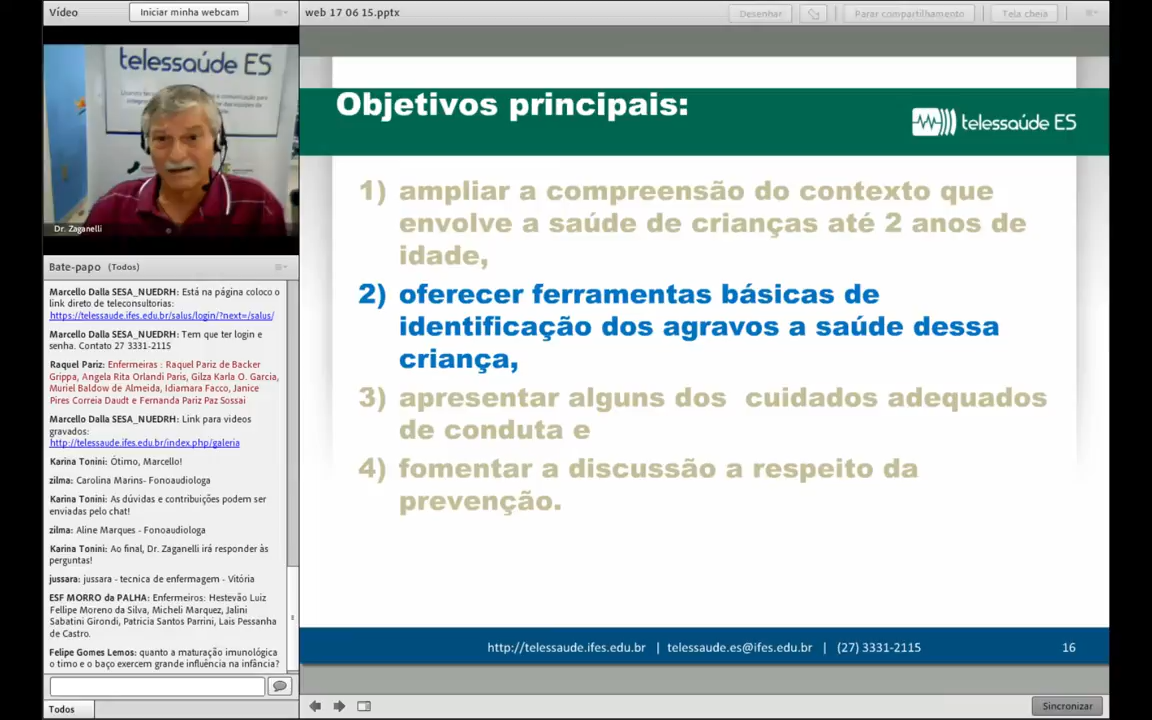 Vídeo
Iniciar minha webcam
web 17 06 15.pptx
Desenhar
Parar compartilhamento
Tela cheia
telessaúde ES
Dr. Zaganelli
Bate-papo (Todos)
Marcello Dalla SESA_NUEDRH: Está na página coloco o
link direto de teleconsultorias:
https://telessaude.ifes.edu.br/salus/login/?next=/salus/
Marcello Dalla SESA_NUEDRH: Tem que ter login e
senha. Contato 27 3331-2115
Raquel Pariz: Enfermeiras : Raquel Pariz de Backer
Grippa, Angela Rita Orlandi Paris, Gilza Karla O. Garcia,
Muriel Baldow de Almeida, Idiamara Facco, Janice
Pires Correia Daudt e Fernanda Pariz Paz Sossai
Marcello Dalla SESA_NUEDRH: Link para videos
gravados:
http://telessaude.ifes.edu.br/index.php/galeria
Karina Tonini: Ótimo, Marcello!
zilma: Carolina Marins- Fonoaudiologa
Karina Tonini: As dúvidas e contribuições podem ser
enviadas pelo chat!
zilma: Aline Marques - Fonoaudiologa
Karina Tonini: Ao final, Dr. Zaganelli irá responder às
perguntas!
jussara: jussara - tecnica de enfermagem - Vitória
ESF MORRO da PALHA: Enfermeiros: Hestevão Luiz
Fellipe Moreno da Silva, Micheli Marquez, Jalini
Sabatini Girondi, Patricia Santos Parrini, Lais Pessanha
de Castro.
Felipe Gomes Lemos: quanto a maturação imunológica
o timo e o baço exercem grande influência na infância?
Todos
Objetivos principais:
telessaúde ES
1) ampliar a compreensão do contexto que
envolve a saúde de crianças até 2 anos de
idade,
2) oferecer ferramentas básicas de
identificação dos agravos a saúde dessa
criança,
3) apresentar alguns dos cuidados adequados
de conduta e
4) fomentar a discussão a respeito da
prevenção.
http://telessaude.ifes.edu.br | telessaude.es@ifes.edu.br | (27) 3331-2115
16
Sincronizar